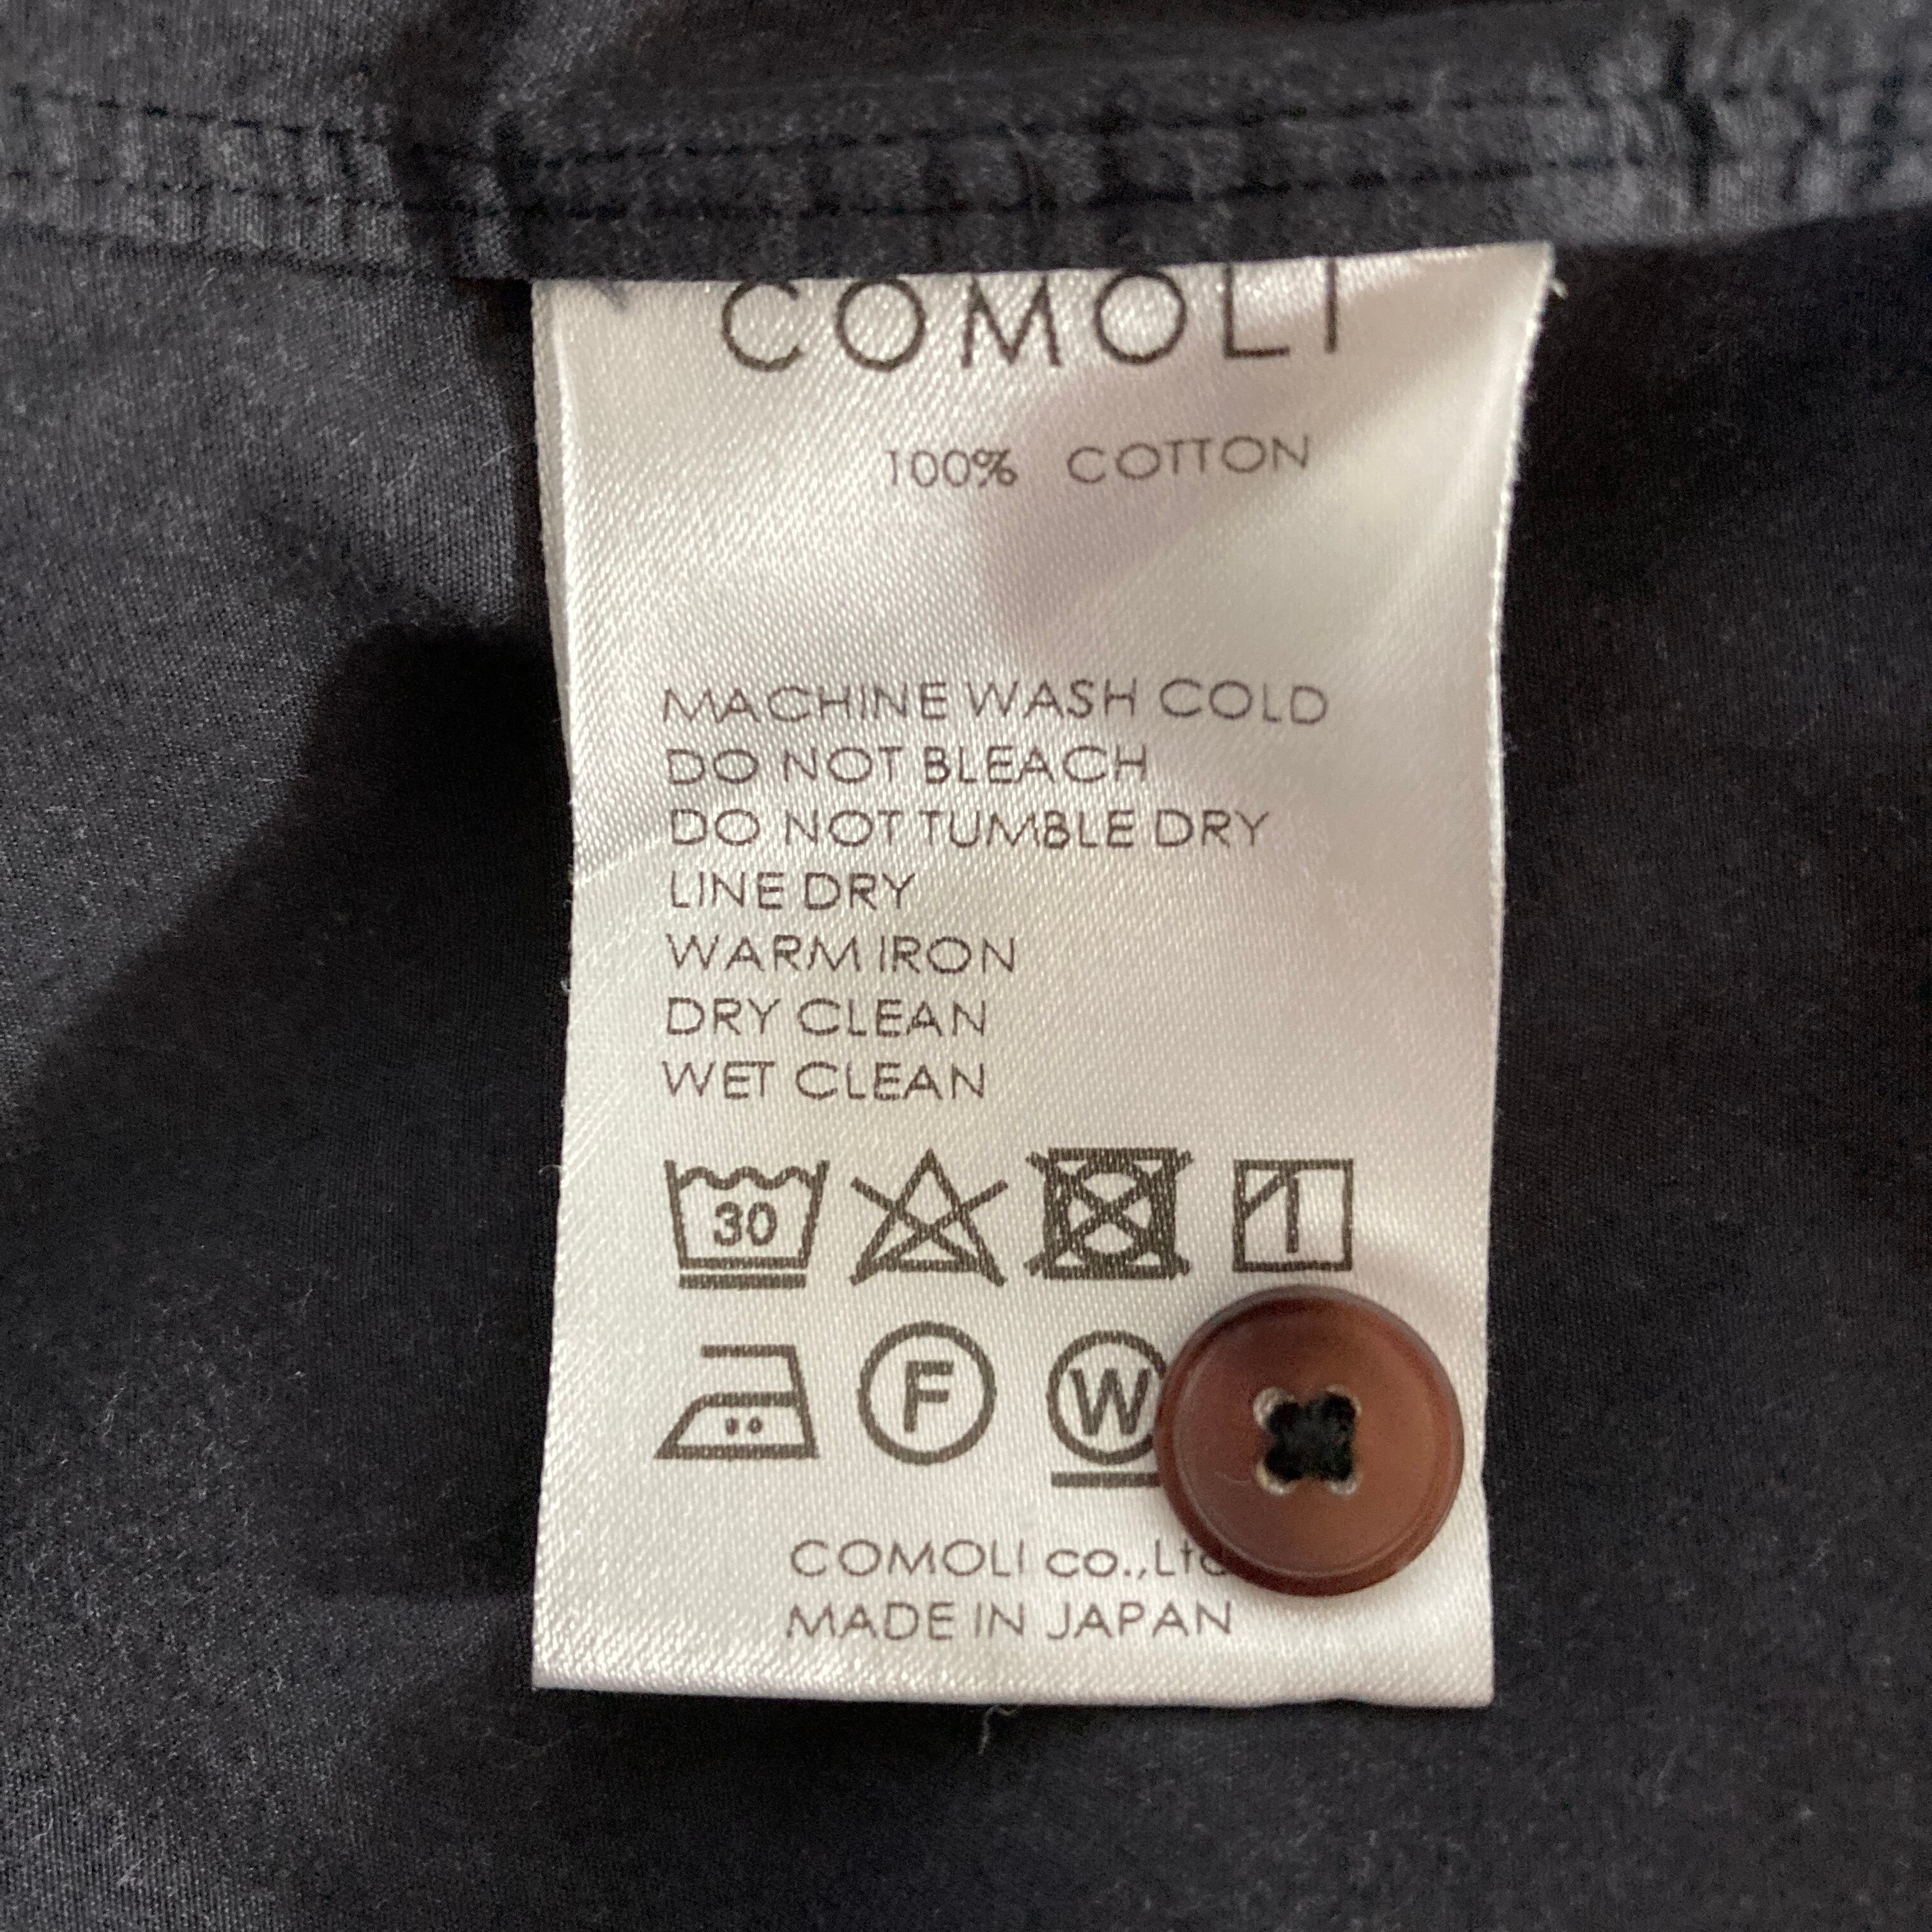 COMOLI
100% COTTON
MACHINE WASH COLD
DO NOT BLEACH
DO NOT TUMBLE DRY
LINE DRY
WARM IRON
DRY CLEAN
WET CLEAN
30
F W
COMOLI co.,Ltd
MADE IN JAPAN